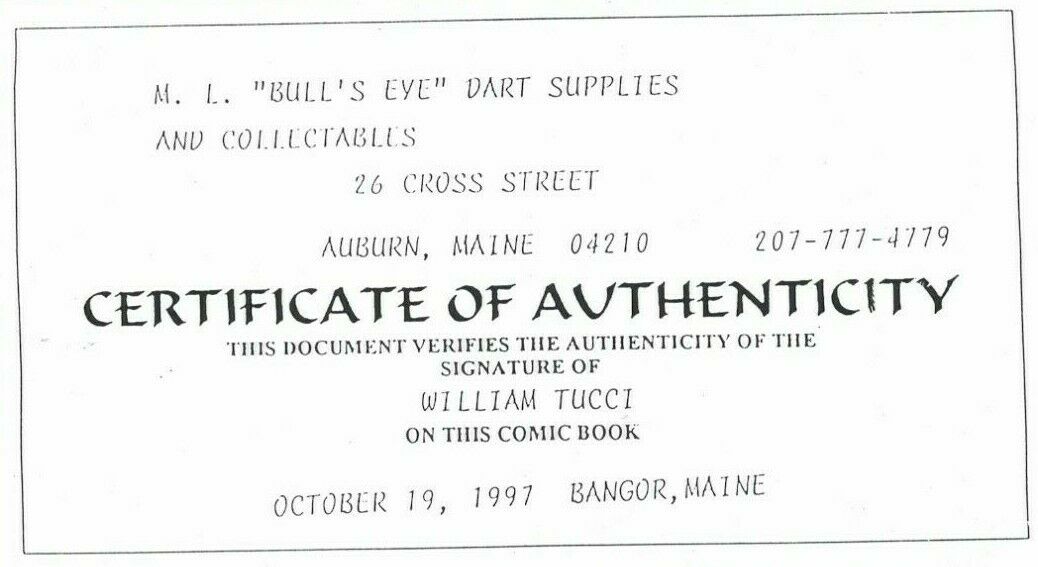 M. L. "BULL'S EYE" DART SUPPLIES
AND COLLECTABLES
26 CROSS STREET
AUBURN, MAINE 04210 207-777-4779
CERTIFICATE OF AUTHENTICITY
THIS DOCUMENT VERIFIES THE AUTHENTICITY OF THE
SIGNATURE OF
WILLIAM TUCCI
ON THIS COMIC BOOK
OCTOBER 19, 1997 BANGOR, MAINE